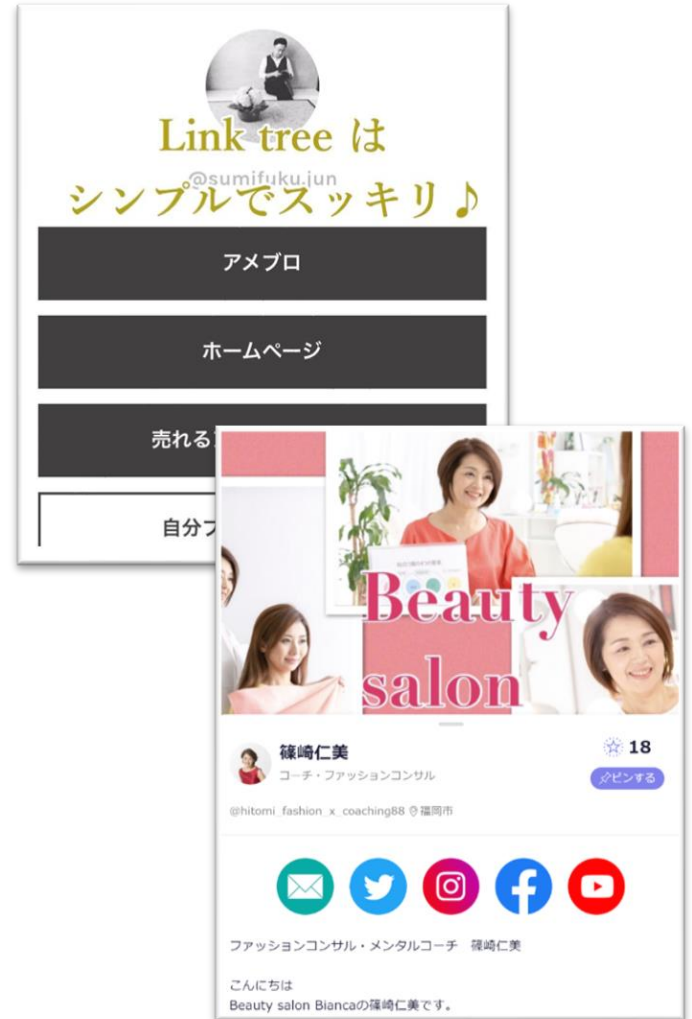 Link tree は
@sumifuku.jun
シンプルでスッキリ♪
アメブロ
ホームページ
売れる
自分フ
Beauty
salon
篠崎仁美
18
コーチ・ファッションコンサル
ピンする
@hitomi_fashion_x_coaching88 福岡市
ファッションコンサル・メンタルコーチ 篠崎仁美
こんにちは
Beauty salon Biancaの篠崎仁美です。